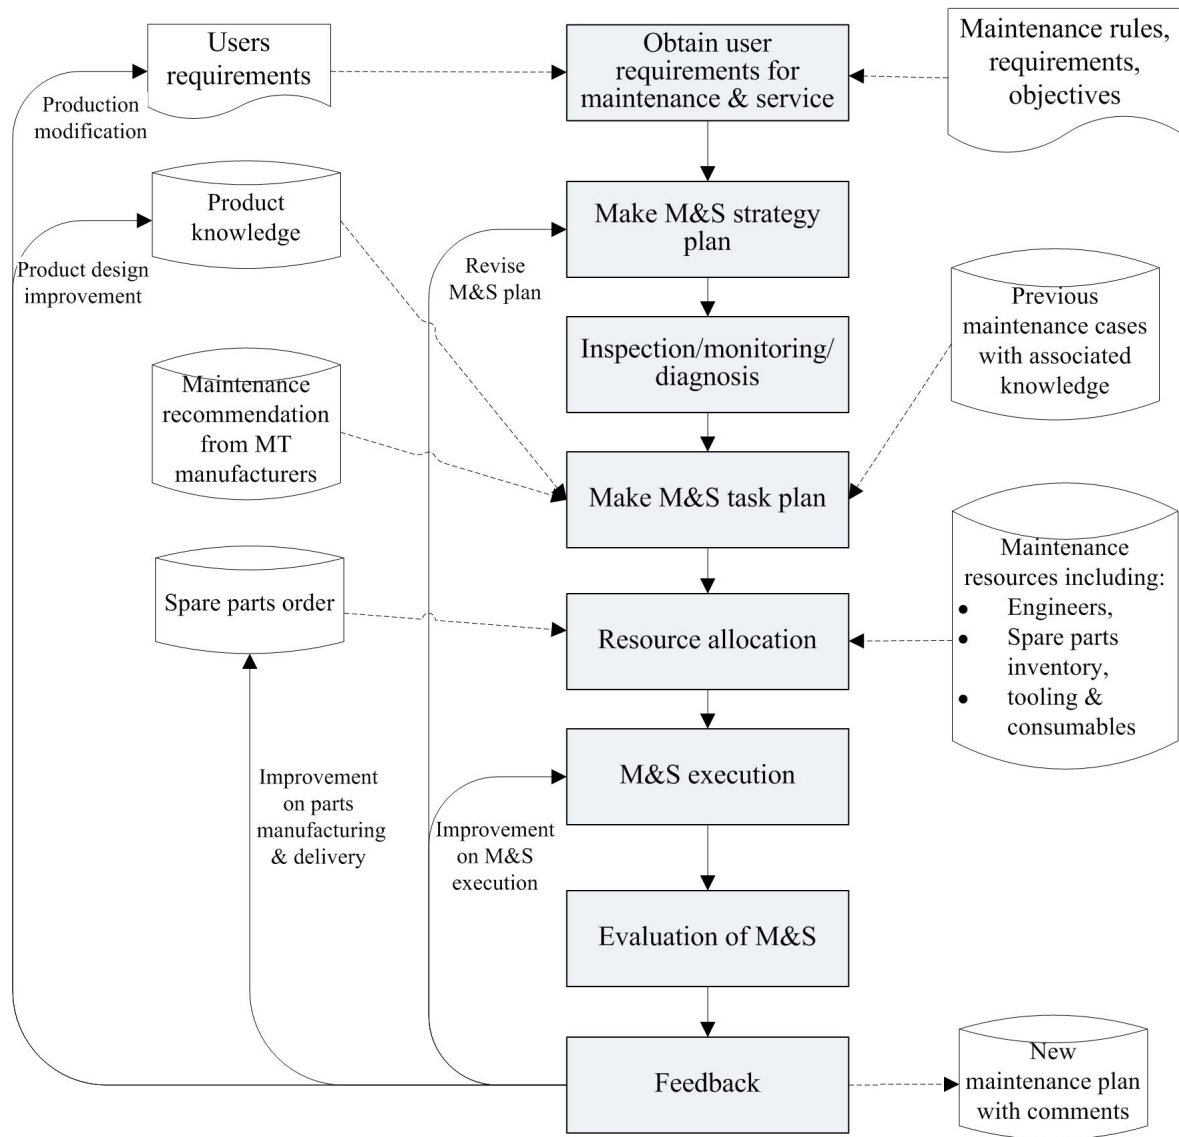 Users
requirements
Obtain user
requirements for
maintenance & service
Maintenance rules,
requirements,
objectives
Production
modification
Product
knowledge
Make M&S strategy
plan
Product design
improvement
Revise
M&S plan
Previous
maintenance cases
with associated
knowledge
Inspection/monitoring/
diagnosis
Maintenance
recommendation
from MT
manufacturers
Make M&S task plan
Maintenance
resources including:
● Engineers,
● Spare parts
inventory,
● tooling &
consumables
Spare parts order
Resource allocation
M&S execution
Improvement
on parts
manufacturing
& delivery
Improvement
on M&S
execution
Evaluation of M&S
Feedback
New
maintenance plan
with comments